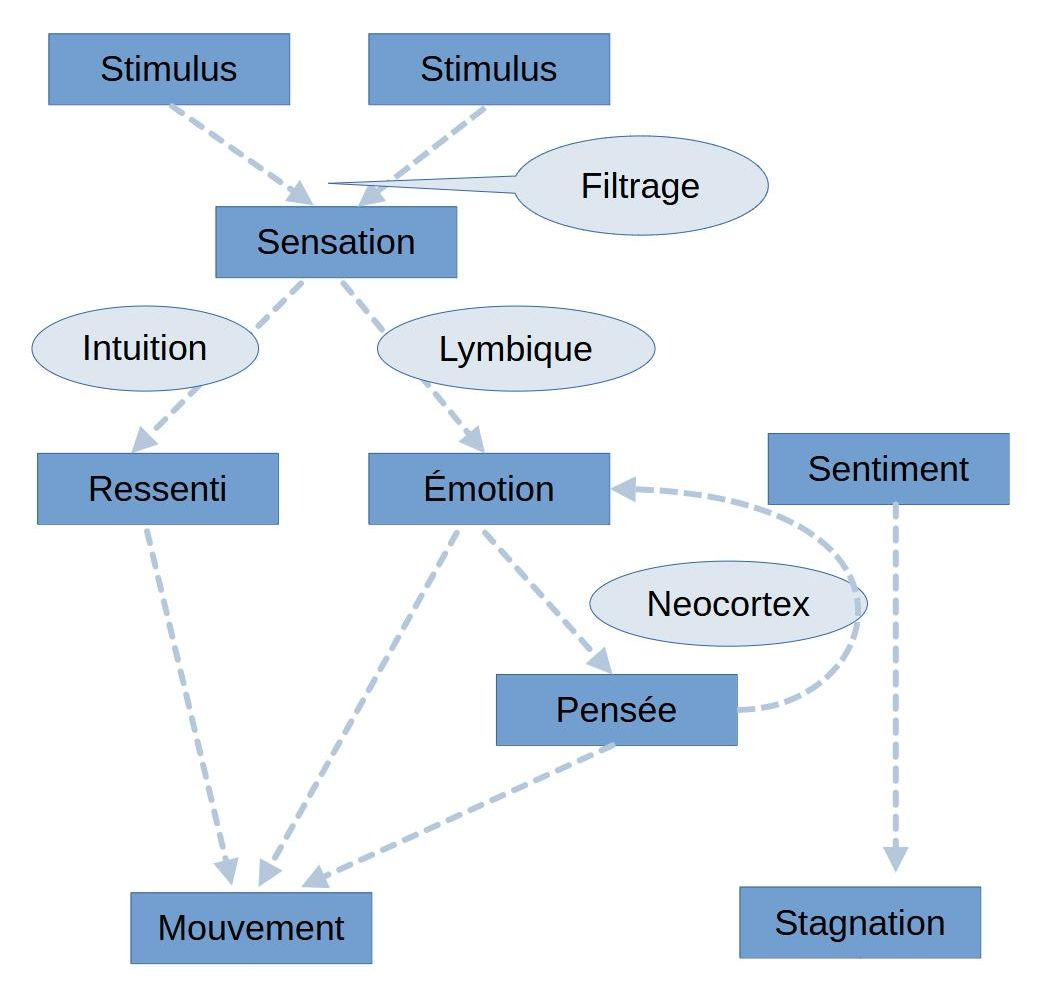 Stimulus
Stimulus
Filtrage
Sensation
Intuition
Lymbique
Ressenti
Émotion
Sentiment
Neocortex
Pensée
Mouvement
Stagnation